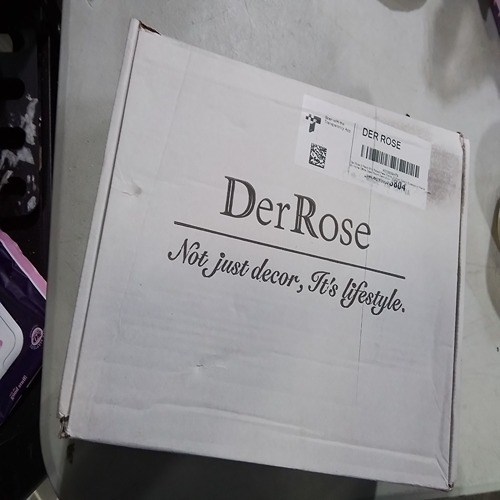 DER ROSE
DerRose
Not just decor, It's lifestyle.